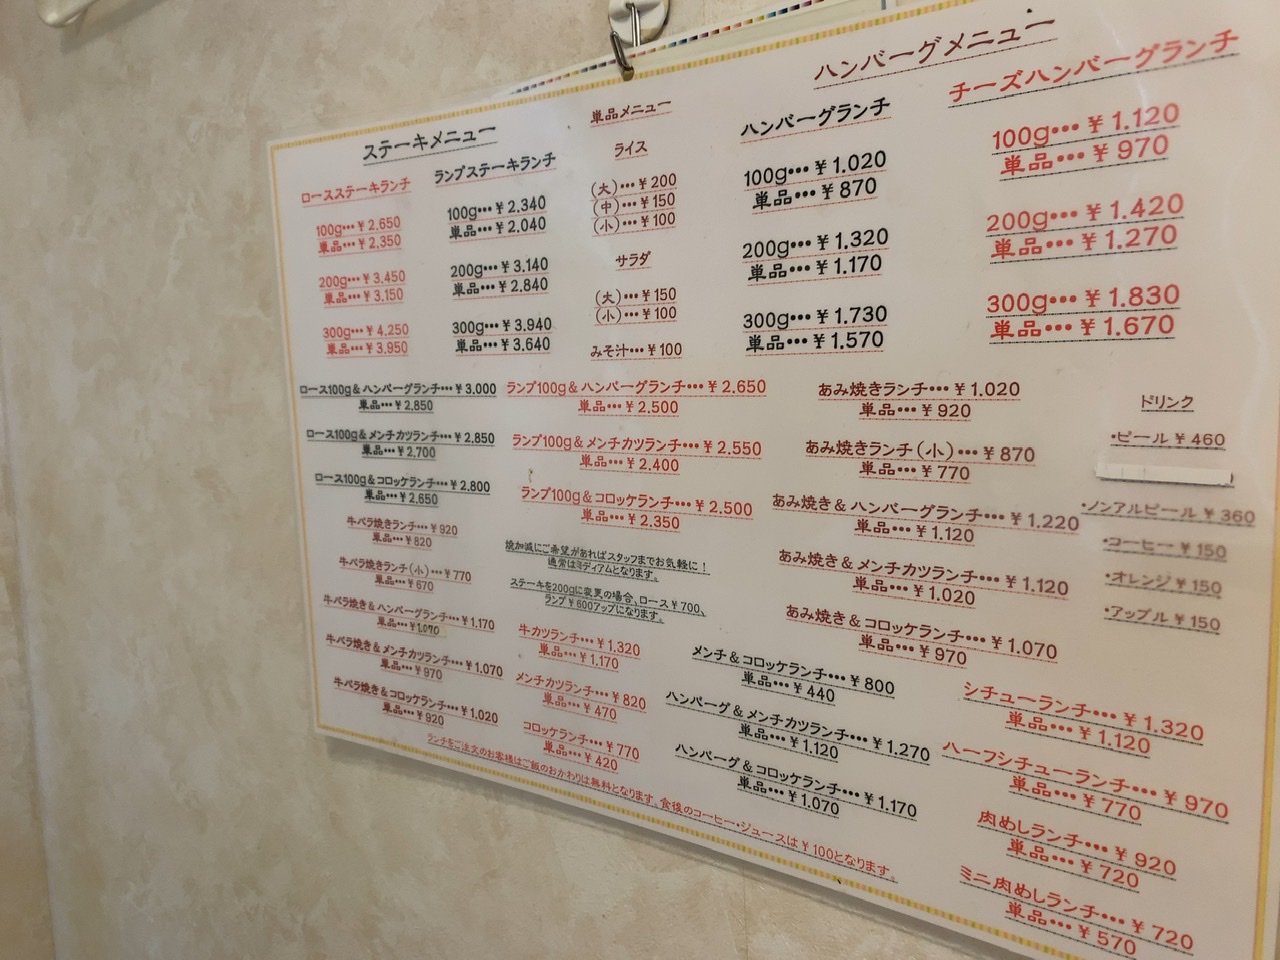 ステーキメニュー
ロースステーキランチ
100g•••￥2.650
単品•••￥2.350
200g•••￥3.450
単品•••￥3.150
300g•••￥4.250
単品•••￥3.950
ランプステーキランチ
100g•••￥2.340
単品•••￥2.040
200g•••￥3.140
単品•••￥2.840
300g•••￥3.940
単品•••￥3.640
単品メニュー
ライス
(大)•••￥200
(中)•••￥150
(小)•••￥100
サラダ
(大)•••￥150
(小)•••￥100
みそ汁•••￥100
ハンバーグメニュー
ハンバーグランチ
100g•••￥1.020
単品•••￥870
200g•••￥1.320
単品•••￥1.170
300g•••￥1.730
単品•••￥1.570
チーズハンバーグランチ
100g•••￥1.120
単品•••￥970
200g•••￥1.420
単品•••￥1.270
300g•••￥1.830
単品•••￥1.670
ロース100g＆ハンバーグランチ•••￥3.000
単品•••￥2.850
ロース100g＆メンチカツランチ•••￥2.850
単品•••￥2.700
ロース100g＆コロッケランチ•••￥2.800
単品•••￥2.650
牛バラ焼きランチ•••￥920
単品•••￥820
牛バラ焼きランチ(小)•••￥770
単品•••￥670
牛バラ焼き＆ハンバーグランチ•••￥1.170
単品•••￥1.070
牛バラ焼き＆メンチカツランチ•••￥1.070
単品•••￥970
牛バラ焼き＆コロッケランチ•••￥1.020
単品•••￥920
ランプ100g＆ハンバーグランチ•••￥2.650
単品•••￥2.500
ランプ100g＆メンチカツランチ•••￥2.550
単品•••￥2.400
ランプ100g＆コロッケランチ•••￥2.500
単品•••￥2.350
焼加減にご希望があればスタッフまでお気軽に！
通常はミディアムとなります。
ステーキを200gに変更の場合、ロース￥700、
ランプ￥600アップになります。
牛カツランチ•••￥1.320
単品•••￥1.170
メンチカツランチ•••￥820
単品•••￥470
コロッケランチ•••￥770
単品•••￥420
あみ焼きランチ•••￥1.020
単品•••￥920
あみ焼きランチ(小)•••￥870
単品•••￥770
あみ焼き＆ハンバーグランチ•••￥1.220
単品•••￥1.120
あみ焼き＆メンチカツランチ•••￥1.120
単品•••￥1.020
あみ焼き＆コロッケランチ•••￥1.070
単品•••￥970
メンチ＆コロッケランチ•••￥800
単品•••￥440
ハンバーグ＆メンチカツランチ•••￥1.270
単品•••￥1.120
ハンバーグ＆コロッケランチ•••￥1.170
単品•••￥1.070
ドリンク
・ビール￥460
・ノンアルビール￥360
・コーヒー￥150
・オレンジ￥150
・アップル￥150
シチューランチ•••￥1.320
単品•••￥1.120
ハーフシチューランチ•••￥970
単品•••￥770
肉めしランチ•••￥920
単品•••￥720
ミニ肉めしランチ•••￥720
単品•••￥570
ランチをご注文のお客様はご飯のおかわりは無料となります。食後のコーヒー・ジュースは￥100となります。